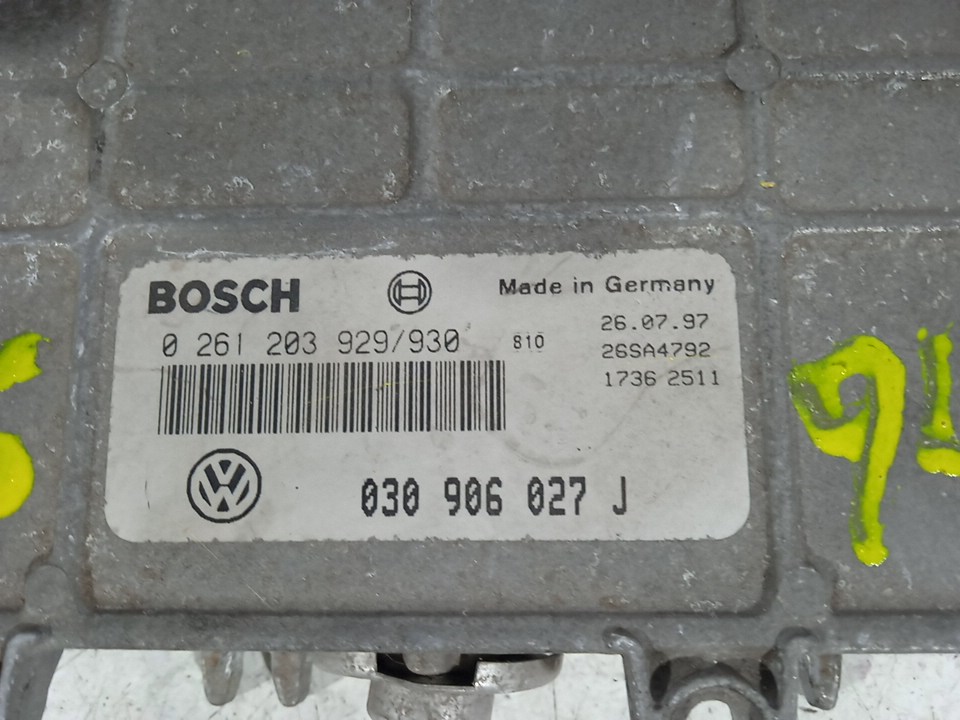 BOSCH
Made in Germany
0 261 203 929/930
810
26.07.97
26SA4792
1736 2511
VW
030 906 027 J